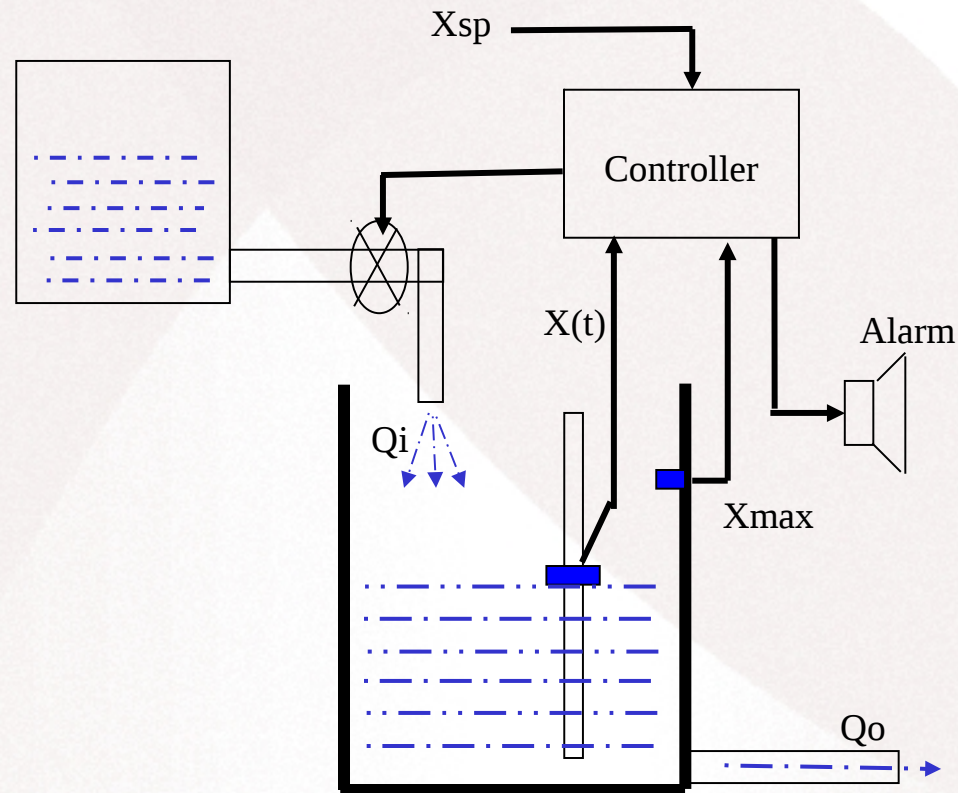 Xsp
Controller
X(t)
Alarm
Qi
Xmax
Qo